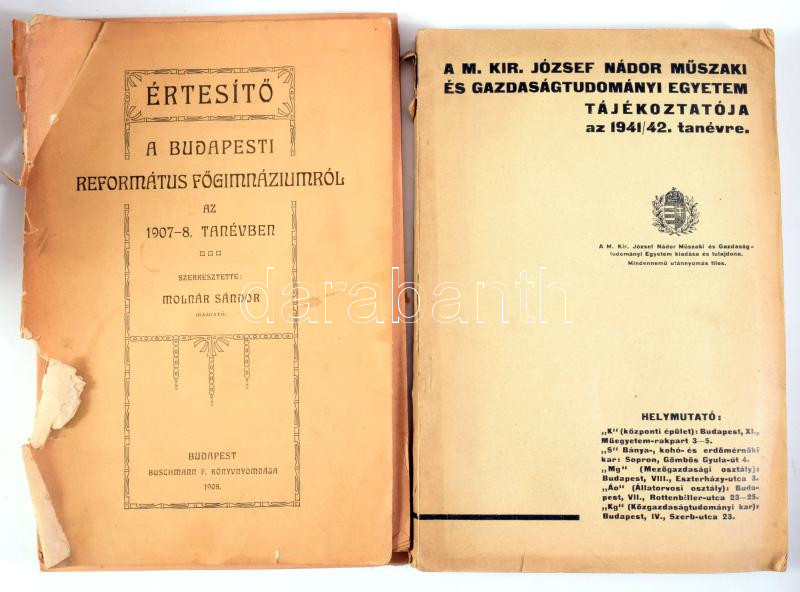 ÉRTESÍTŐ
A BUDAPESTI
REFORMÁTUS FŐGIMNÁZIUMRÓL
AZ
1907–8. TANÉVBEN
SZERKESZTETTE:
MOLNÁR SÁNDOR
IGAZGATÓ.
BUDAPEST
BUSCHMANN F. KÖNYVNYOMDÁJA
1908.
A M. KIR. JÓZSEF NÁDOR MŰSZAKI
ÉS GAZDASÁGTUDOMÁNYI EGYETEM
TÁJÉKOZTATÓJA
az 1941/42. tanévre.
A M. Kir. József Nádor Műszaki és Gazdaság-
tudományi Egyetem kiadása és tulajdona.
Mindennemű utánnyomás tilos.
HELYMUTATÓ:
„K“ (központi épület): Budapest, XI.,
Műegyetem-rakpart 3–5.
„S“ Bánya-, kohó- és erdőmérnöki
kar: Sopron, Gömbös Gyula-út 4.
„Mg“ (Mezőgazdasági osztály):
Budapest, VIII., Eszterházy-utca 3.
„Áo“ (Állatorvosi osztály): Buda-
pest, VII., Rottenbiller-utca 23–25.
„Kg“ (Közgazdaságtudományi kar):
Budapest, IV., Szerb-utca 23.
darabanth